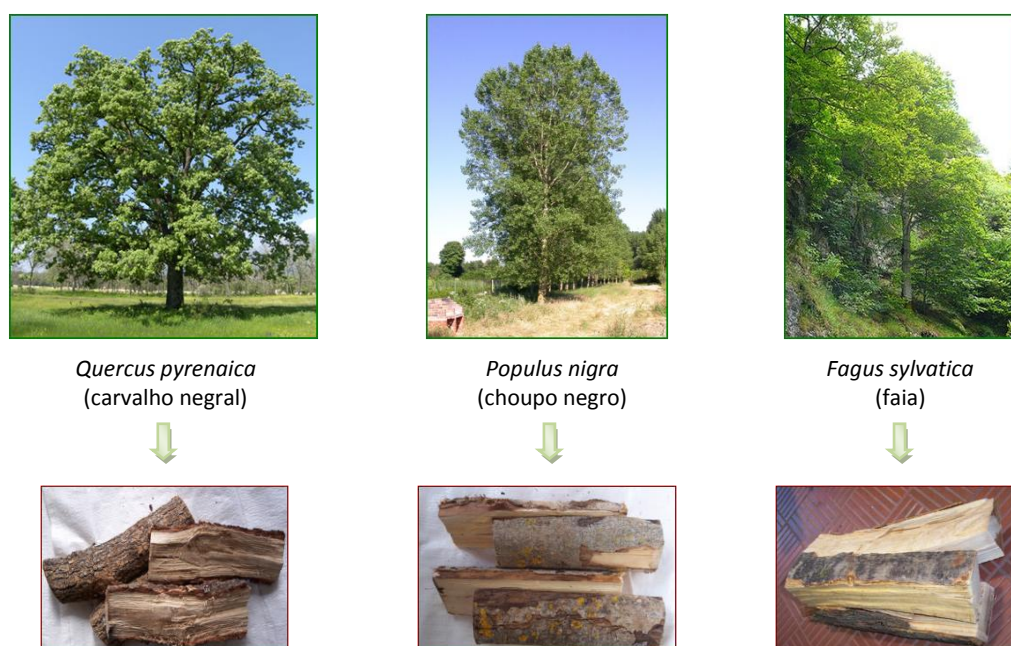 Quercus pyrenaica
(carvalho negral)
Populus nigra
(choupo negro)
Fagus sylvatica
(faia)